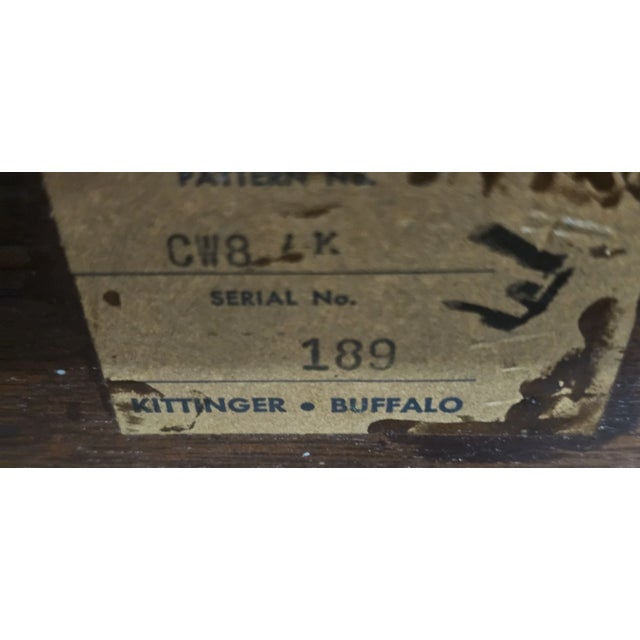 PATTERN No.
CW8
SERIAL No.
189
KITTINGER • BUFFALO